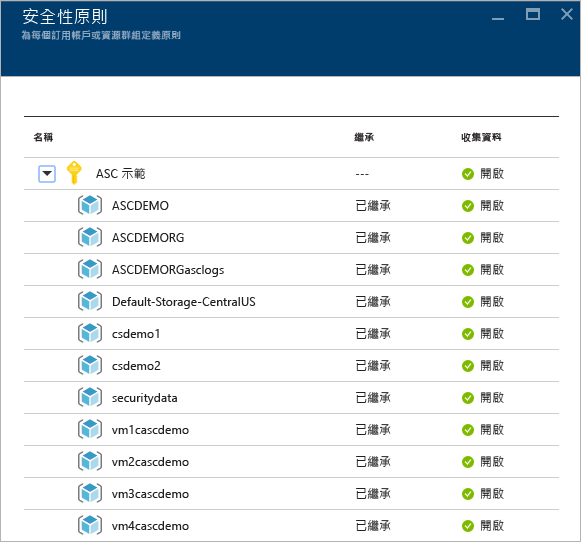 安全性原則
為每個訂用帳戶或資源群組定義原則
名稱 繼承 收集資料
ASC 示範 --- 開啟
ASCDEMO 已繼承 開啟
ASCDEMORG 已繼承 開啟
ASCDEMORGasclogs 已繼承 開啟
Default-Storage-CentralUS 已繼承 開啟
csdemo1 已繼承 開啟
csdemo2 已繼承 開啟
securitydata 已繼承 開啟
vm1cascdemo 已繼承 開啟
vm2cascdemo 已繼承 開啟
vm3cascdemo 已繼承 開啟
vm4cascdemo 已繼承 開啟